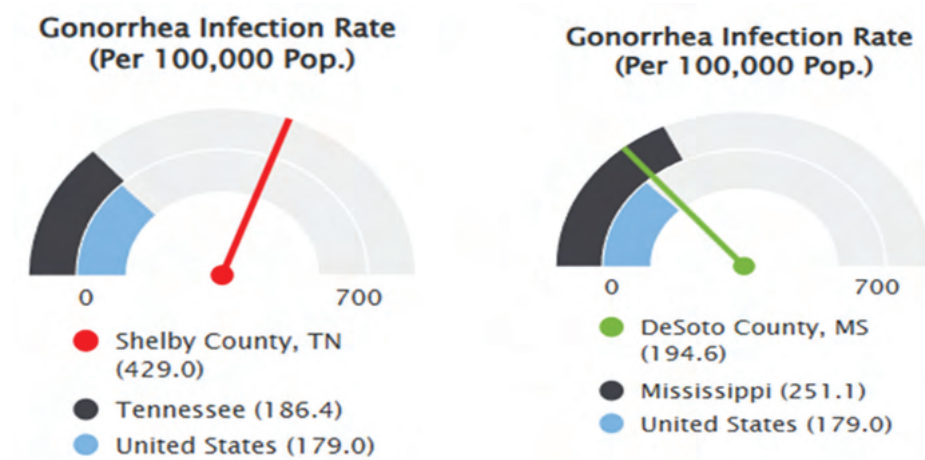 Gonorrhea Infection Rate
(Per 100,000 Pop.)
0
700
Shelby County, TN
(429.0)
Tennessee (186.4)
United States (179.0)
Gonorrhea Infection Rate
(Per 100,000 Pop.)
0
700
DeSoto County, MS
(194.6)
Mississippi (251.1)
United States (179.0)